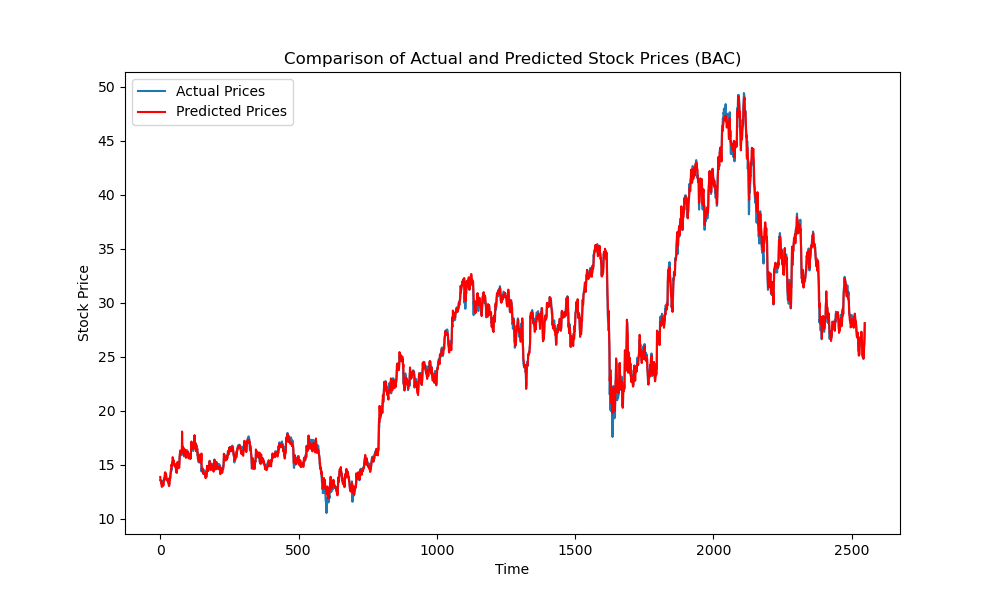 Comparison of Actual and Predicted Stock Prices (BAC)
Actual Prices
Predicted Prices
50
45
40
35
30
25
20
15
10
Stock Price
0 500 1000 1500 2000 2500
Time